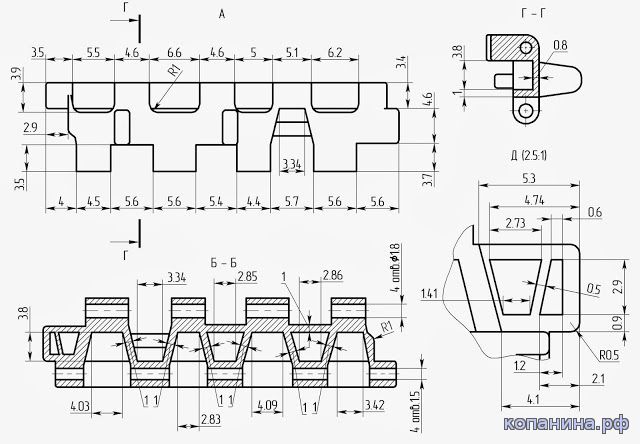 Г
А
Г – Г
3.5 5.5 4.6 6.6 4.6 5 5.1 6.2
R1
3.9
3.4
4.6
2.9
3.34
3.5
3.7
4 4.5 5.6 5.6 5.4 4.4 5.7 5.6 5.6
Г
0.8
3.8
1
Д (2.5:1)
5.3
4.74
0.6
2.73
1.41
0.5
2.9
0.9
R0.5
1.2
2.1
4.1
Б – Б
3.34 2.85 1 2.86
4 отв.⌀1.8
3.8
R1
4.03 1 1 1 1 4.09 1 1 3.42
2.83
4 отв.⌀1.5
копанина.рф